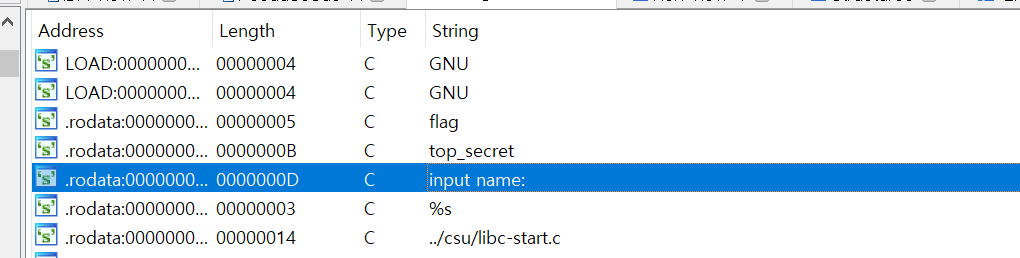 Address Length Type String
LOAD:0000000... 00000004 C GNU
LOAD:0000000... 00000004 C GNU
.rodata:0000000... 00000005 C flag
.rodata:0000000... 0000000B C top_secret
.rodata:0000000... 0000000D C input name:
.rodata:0000000... 00000003 C %s
.rodata:0000000... 00000014 C ../csu/libc-start.c